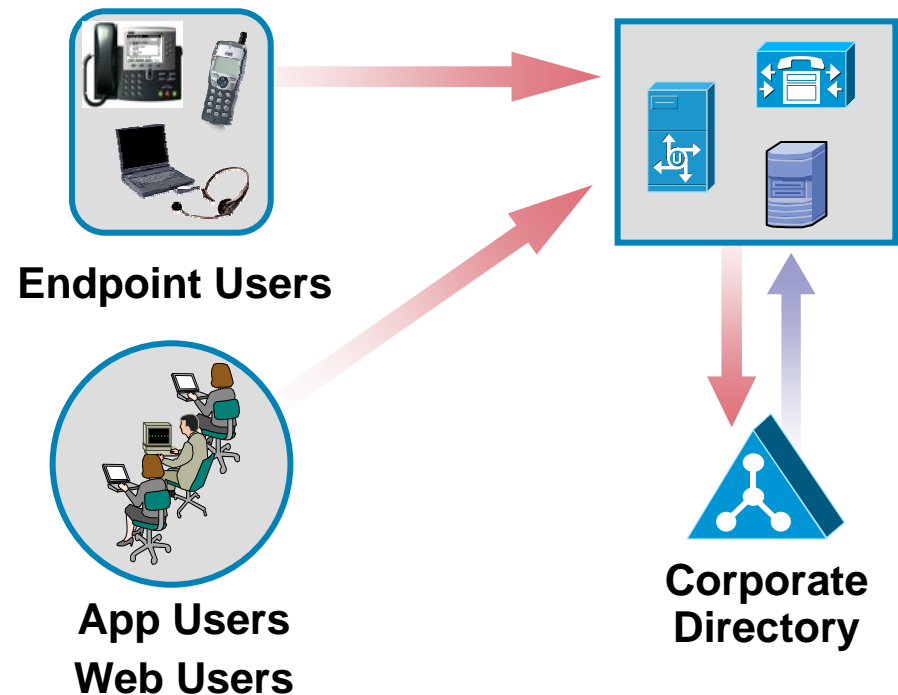 U
Endpoint Users
App Users
Web Users
Corporate
Directory